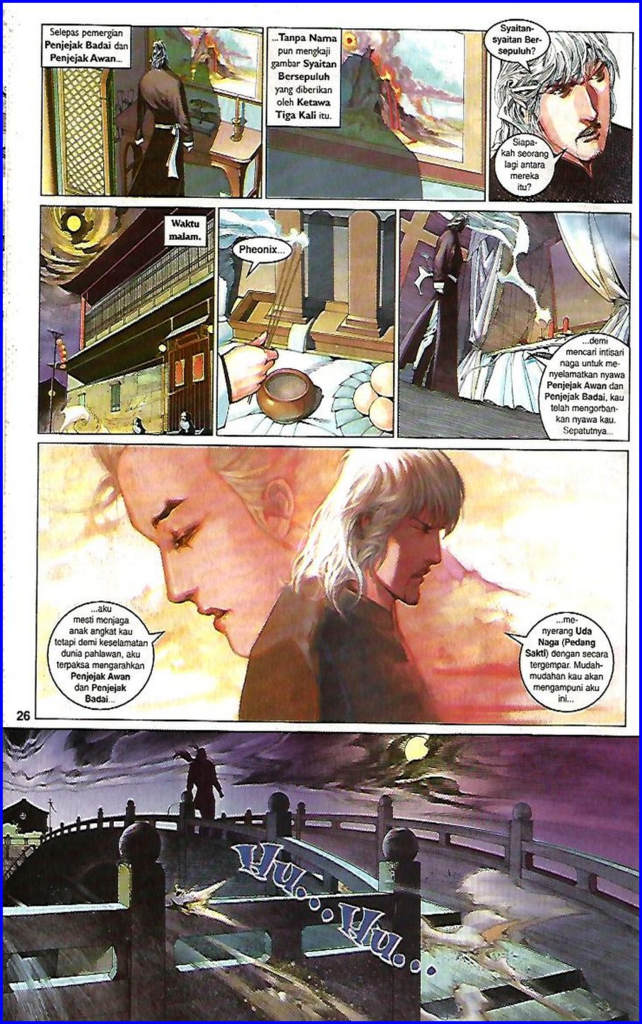 Selepas pemergian
Penjejak Badai dan
Penjejak Awan...
...Tanpa Nama
pun mengkaji
gambar Syaitan
Bersepuluh
yang diberikan
oleh Ketawa
Tiga Kali itu.
Syaitan-
syaitan Ber-
sepuluh?
Siapa-
kah seorang
lagi antara
mereka
itu?
Waktu
malam.
Pheonix...
...demi
mencari intisari
naga untuk me-
nyelamatkan nyawa
Penjejak Awan dan
Penjejak Badai, kau
telah mengorban-
kan nyawa kau.
Sepatutnya...
...aku
mesti menjaga
anak angkat kau
tetapi demi keselamatan
dunia pahlawan, aku
terpaksa mengarahkan
Penjejak Awan
dan Penjejak
Badai...
...me-
nyerang Uda
Naga (Pedang
Sakti) dengan secara
tergempar. Mudah-
mudahan kau akan
mengampuni aku
ini...
26
Hu...Hu...